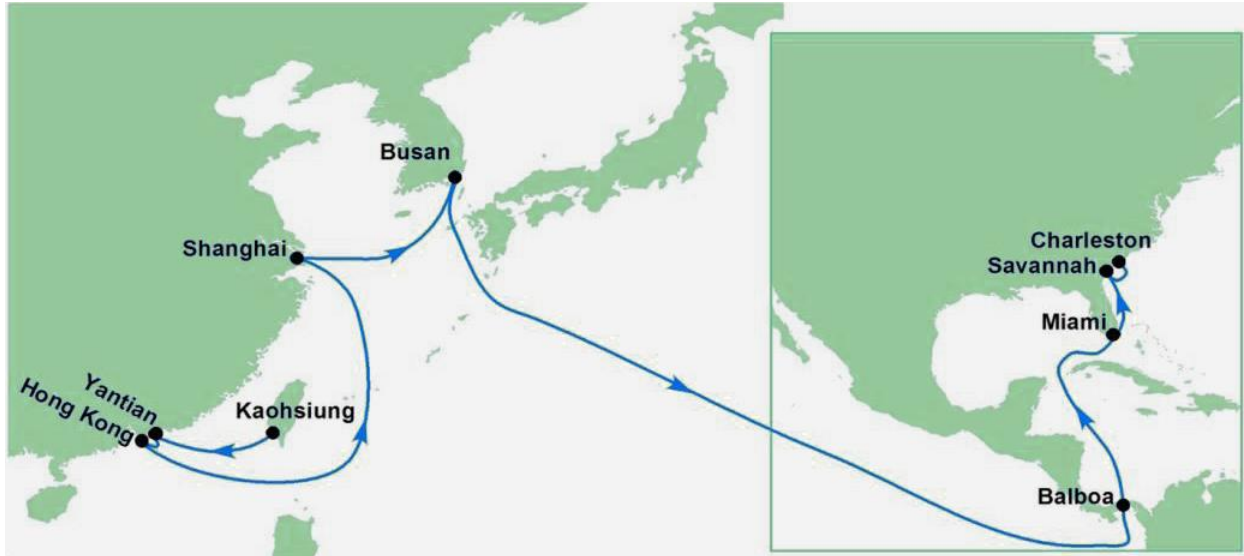 Busan
Shanghai
Yantian
Hong Kong
Kaohsiung
Charleston
Savannah
Miami
Balboa